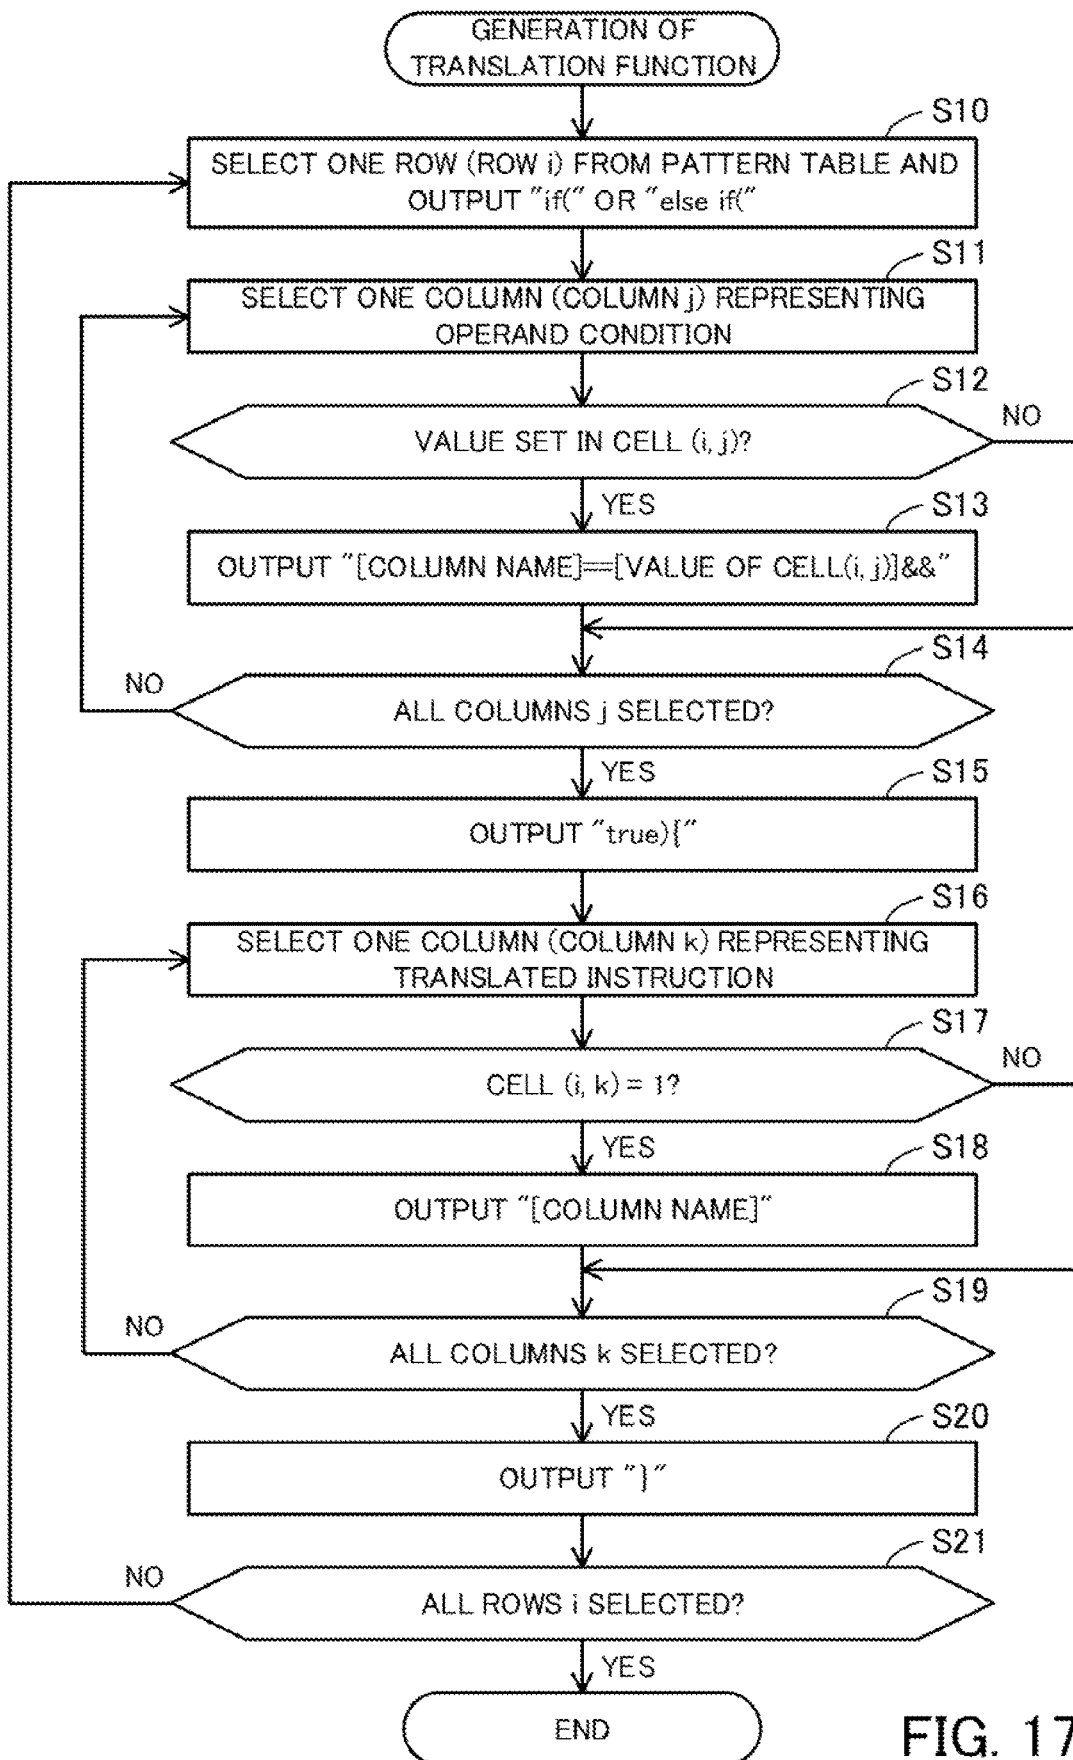 GENERATION OF
TRANSLATION FUNCTION
S10
SELECT ONE ROW (ROW i) FROM PATTERN TABLE AND
OUTPUT "if(" OR "else if("
S11
SELECT ONE COLUMN (COLUMN j) REPRESENTING
OPERAND CONDITION
S12
VALUE SET IN CELL (i, j)?
NO
YES
S13
OUTPUT "[COLUMN NAME]==[VALUE OF CELL(i, j)]&&"
S14
NO
ALL COLUMNS j SELECTED?
YES
S15
OUTPUT "true){"
S16
SELECT ONE COLUMN (COLUMN k) REPRESENTING
TRANSLATED INSTRUCTION
S17
CELL (i, k) = 1?
NO
YES
S18
OUTPUT "[COLUMN NAME]"
S19
NO
ALL COLUMNS k SELECTED?
YES
S20
OUTPUT "}"
S21
NO
ALL ROWS i SELECTED?
YES
END
FIG. 17